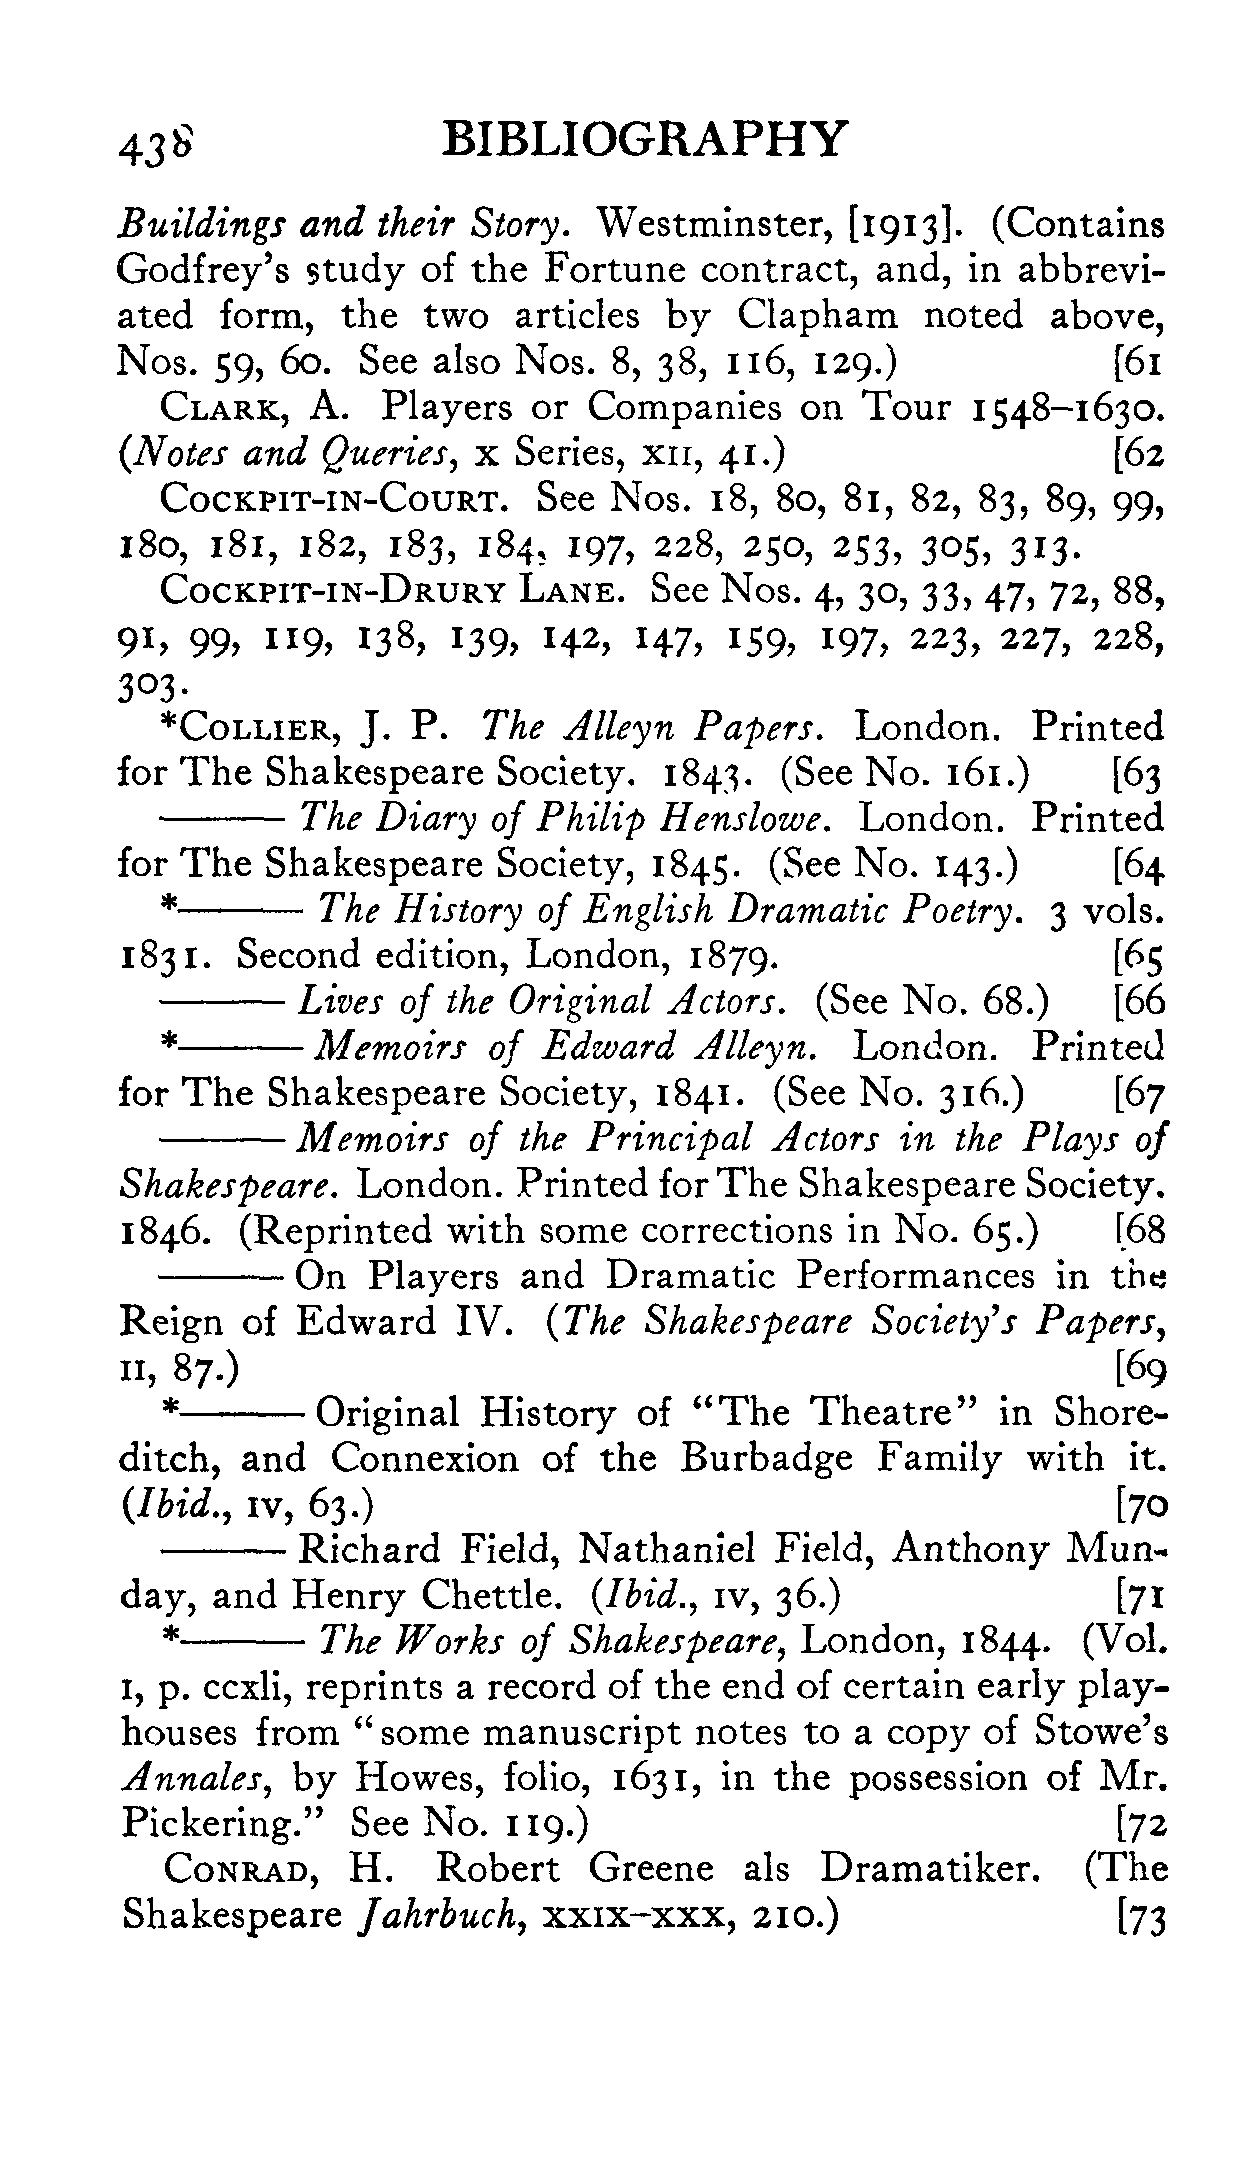 438 BIBLIOGRAPHY
Buildings and their Story. Westminster, [1913]. (Contains
Godfrey's study of the Fortune contract, and, in abbrevi-
ated form, the two articles by Clapham noted above,
Nos. 59, 60. See also Nos. 8, 38, 116, 129.) [61
CLARK, A. Players or Companies on Tour 1548–1630.
(Notes and Queries, X Series, XII, 41.) [62
COCKPIT-IN-COURT. See Nos. 18, 80, 81, 82, 83, 89, 99,
180, 181, 182, 183, 184, 197, 228, 250, 253, 305, 313.
COCKPIT-IN-DRURY LANE. See Nos. 4, 30, 33, 47, 72, 88,
91, 99, 119, 138, 139, 142, 147, 159, 197, 223, 227, 228,
303.
*COLLIER, J. P. The Alleyn Papers. London. Printed
for The Shakespeare Society. 1843. (See No. 161.) [63
——— The Diary of Philip Henslowe. London. Printed
for The Shakespeare Society, 1845. (See No. 143.) [64
*——— The History of English Dramatic Poetry. 3 vols.
1831. Second edition, London, 1879. [65
——— Lives of the Original Actors. (See No. 68.) [66
*——— Memoirs of Edward Alleyn. London. Printed
for The Shakespeare Society, 1841. (See No. 316.) [67
——— Memoirs of the Principal Actors in the Plays of
Shakespeare. London. Printed for The Shakespeare Society.
1846. (Reprinted with some corrections in No. 65.) [68
——— On Players and Dramatic Performances in the
Reign of Edward IV. (The Shakespeare Society's Papers,
II, 87.) [69
*——— Original History of "The Theatre" in Shore-
ditch, and Connexion of the Burbadge Family with it.
(Ibid., IV, 63.) [70
——— Richard Field, Nathaniel Field, Anthony Mun-
day, and Henry Chettle. (Ibid., IV, 36.) [71
*——— The Works of Shakespeare, London, 1844. (Vol.
I, p. ccxli, reprints a record of the end of certain early play-
houses from "some manuscript notes to a copy of Stowe's
Annales, by Howes, folio, 1631, in the possession of Mr.
Pickering." See No. 119.) [72
CONRAD, H. Robert Greene als Dramatiker. (The
Shakespeare Jahrbuch, XXIX–XXX, 210.) [73